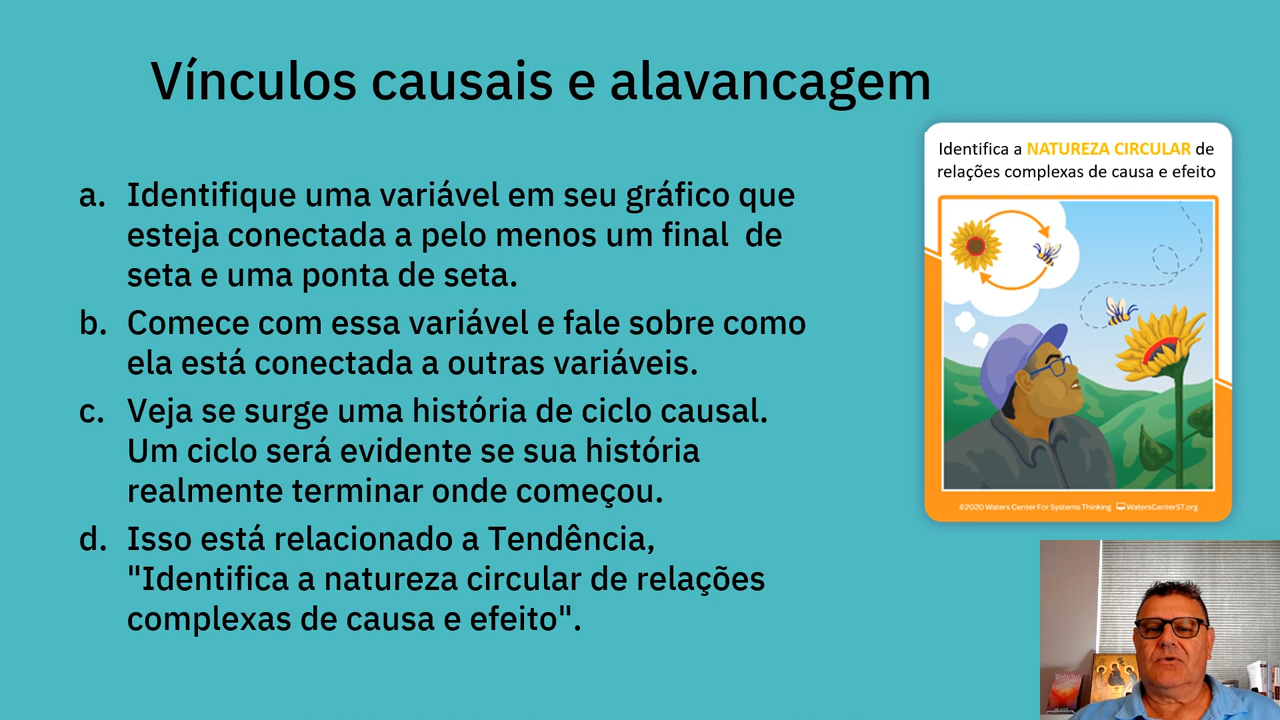 Vínculos causais e alavancagem
Identifica a NATUREZA CIRCULAR de
relações complexas de causa e efeito
a. Identifique uma variável em seu gráfico que
esteja conectada a pelo menos um final de
seta e uma ponta de seta.
b. Comece com essa variável e fale sobre como
ela está conectada a outras variáveis.
c. Veja se surge uma história de ciclo causal.
Um ciclo será evidente se sua história
realmente terminar onde começou.
d. Isso está relacionado a Tendência,
"Identifica a natureza circular de relações
complexas de causa e efeito".
©2020 Waters Center For Systems Thinking WatersCenterST.org